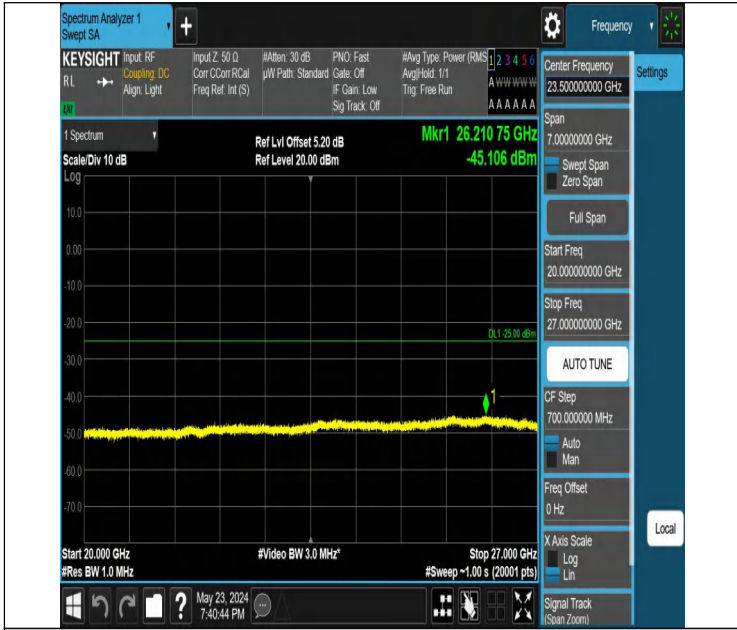 Spectrum Analyzer 1
Swept SA
+
Frequency
KEYSIGHT
RL
LXI
Input: RF
Coupling: DC
Align: Light
Input Z: 50 Ω
Corr CCorr RCal
Freq Ref: Int (S)
#Atten: 30 dB
µW Path: Standard
PNO: Fast
Gate: Off
IF Gain: Low
Sig Track: Off
#Avg Type: Power (RMS
Avg|Hold: 1/1
Trig: Free Run
1 2 3 4 5 6
A W W W W W
A A A A A A
1 Spectrum
Scale/Div 10 dB
Log
Ref Lvl Offset 5.20 dB
Ref Level 20.00 dBm
Mkr1 26.210 75 GHz
-45.106 dBm
10.0
0.00
-10.0
-20.0
DL1 -25.00 dBm
-30.0
-40.0
1
-50.0
-60.0
-70.0
Start 20.000 GHz
#Res BW 1.0 MHz
#Video BW 3.0 MHz*
Stop 27.000 GHz
#Sweep ~1.00 s (20001 pts)
May 23, 2024
7:40:44 PM
Center Frequency
23.500000000 GHz
Settings
Span
7.00000000 GHz
Swept Span
Zero Span
Full Span
Start Freq
20.000000000 GHz
Stop Freq
27.000000000 GHz
AUTO TUNE
CF Step
700.000000 MHz
Auto
Man
Freq Offset
0 Hz
X Axis Scale
Log
Lin
Local
Signal Track
(Span Zoom)